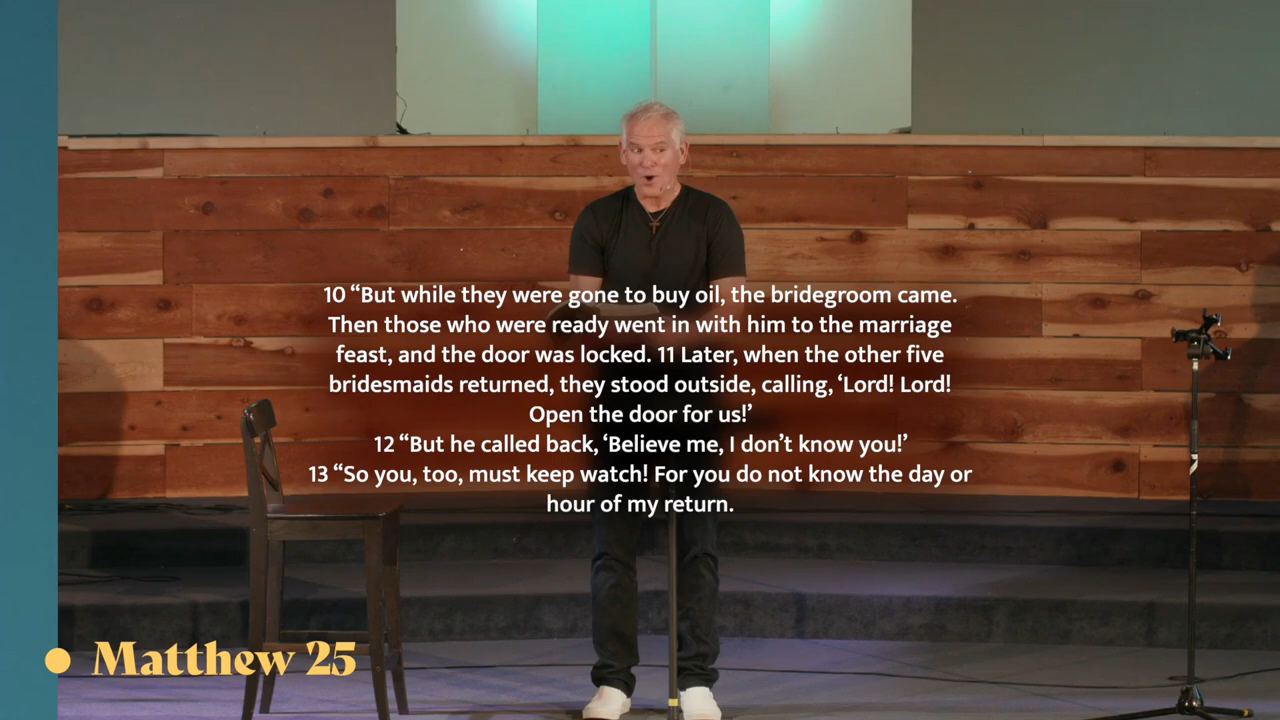 10 “But while they were gone to buy oil, the bridegroom came.
Then those who were ready went in with him to the marriage
feast, and the door was locked. 11 Later, when the other five
bridesmaids returned, they stood outside, calling, ‘Lord! Lord!
Open the door for us!’
12 “But he called back, ‘Believe me, I don’t know you!’
13 “So you, too, must keep watch! For you do not know the day or
hour of my return.
Matthew 25